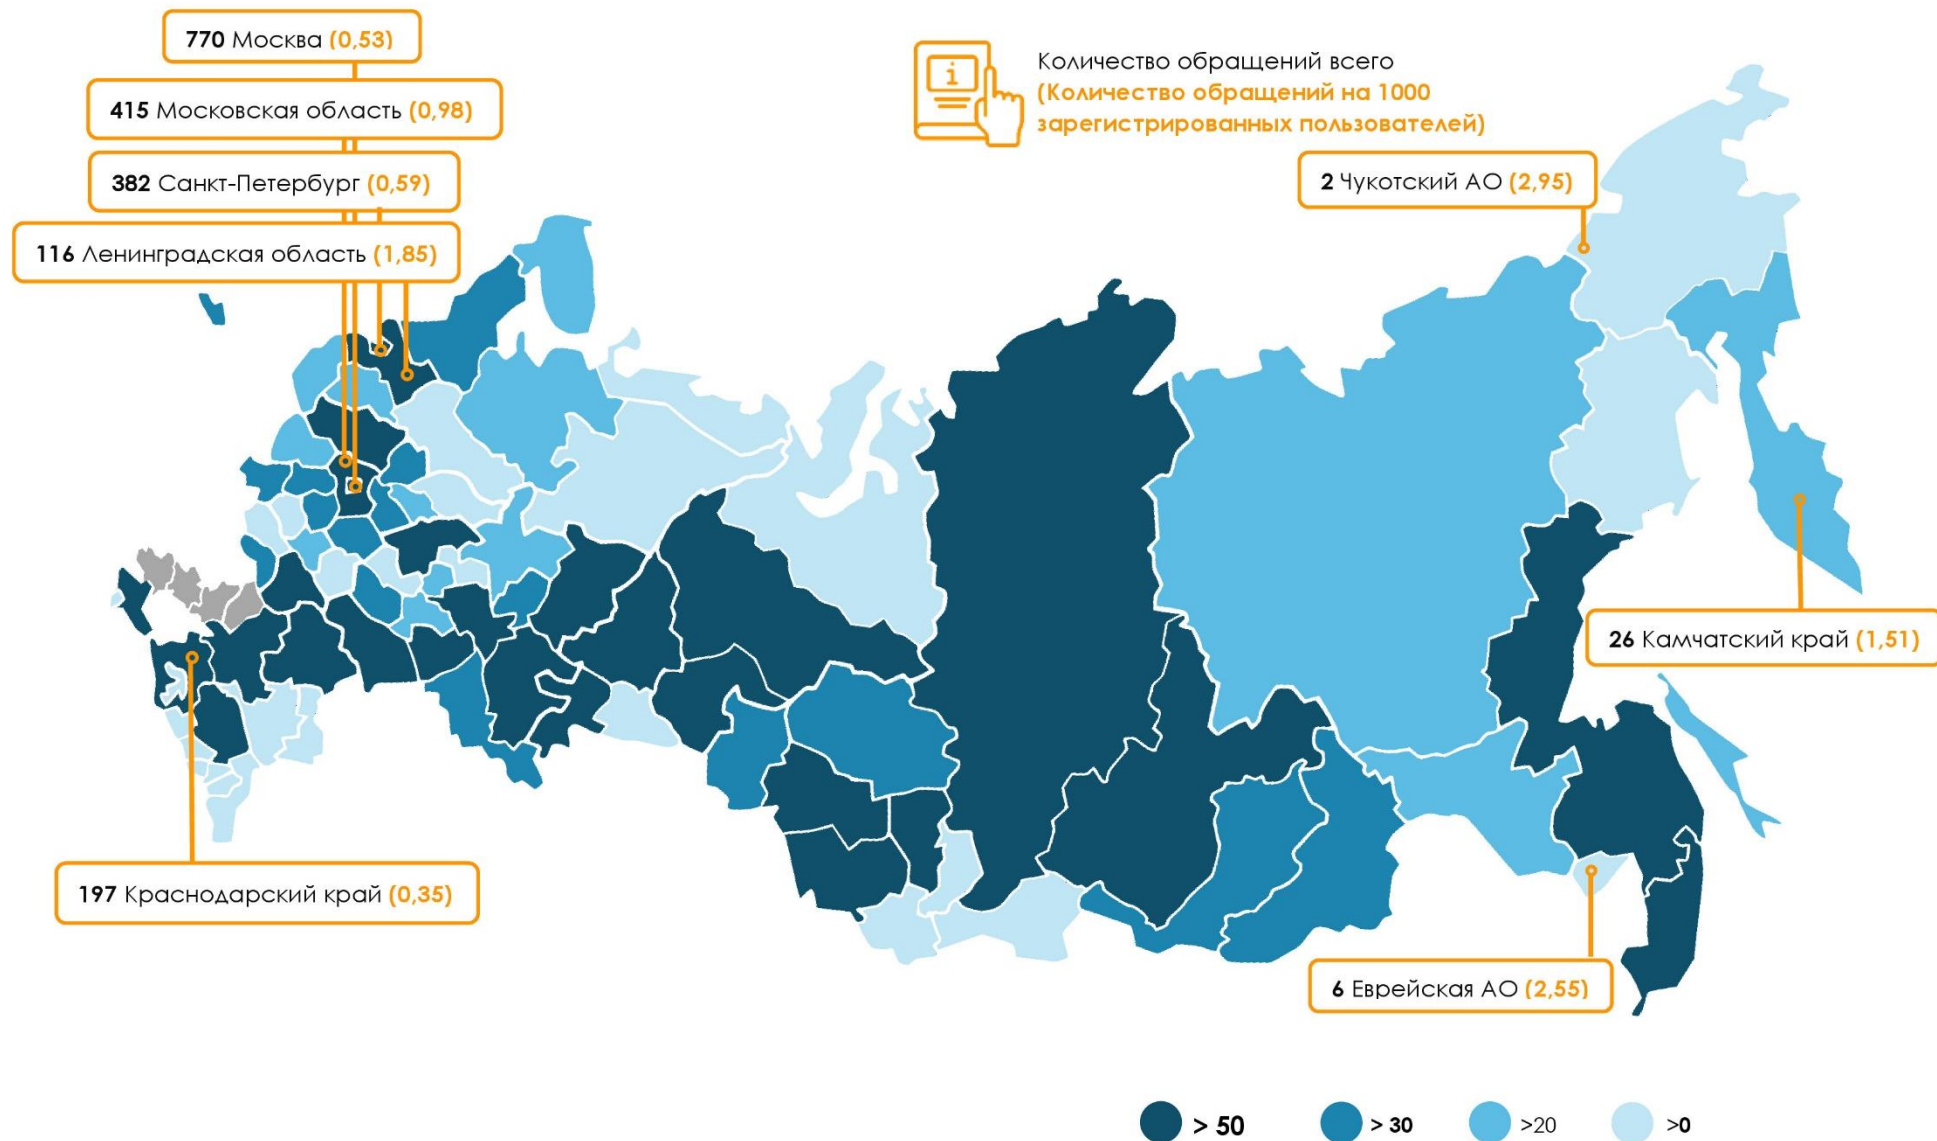 770 Москва (0,53)
415 Московская область (0,98)
382 Санкт-Петербург (0,59)
116 Ленинградская область (1,85)
i
Количество обращений всего
(Количество обращений на 1000
зарегистрированных пользователей)
2 Чукотский АО (2,95)
26 Камчатский край (1,51)
197 Краснодарский край (0,35)
6 Еврейская АО (2,55)
> 50
> 30
>20
>0